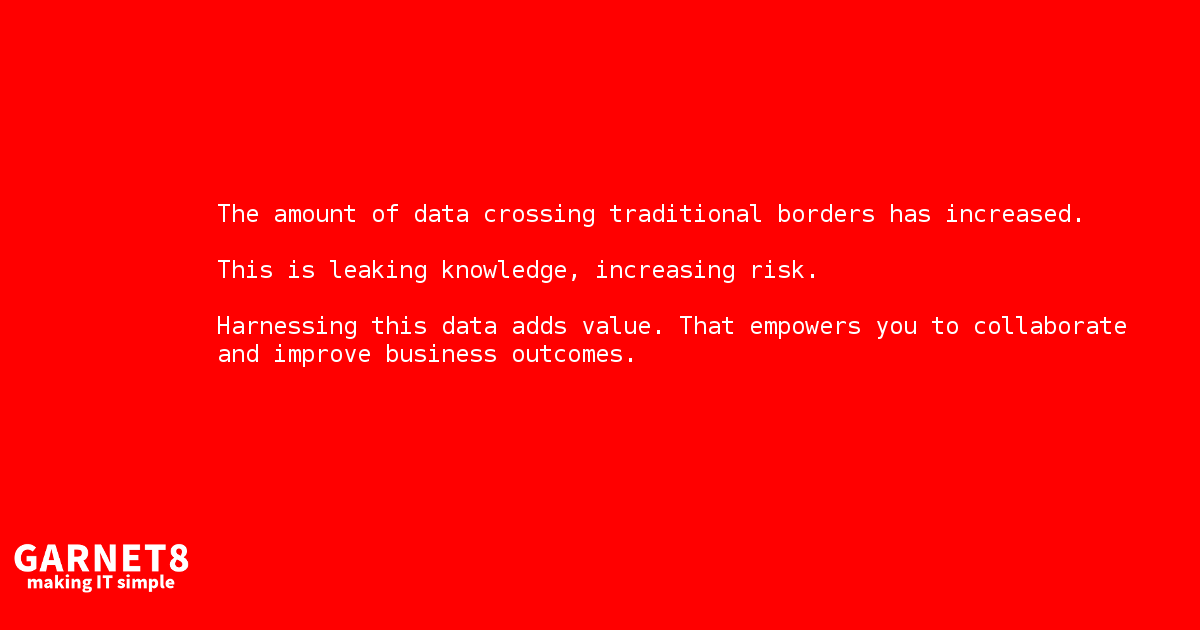 The amount of data crossing traditional borders has increased.
This is leaking knowledge, increasing risk.
Harnessing this data adds value. That empowers you to collaborate
and improve business outcomes.
GARNET8
making IT simple